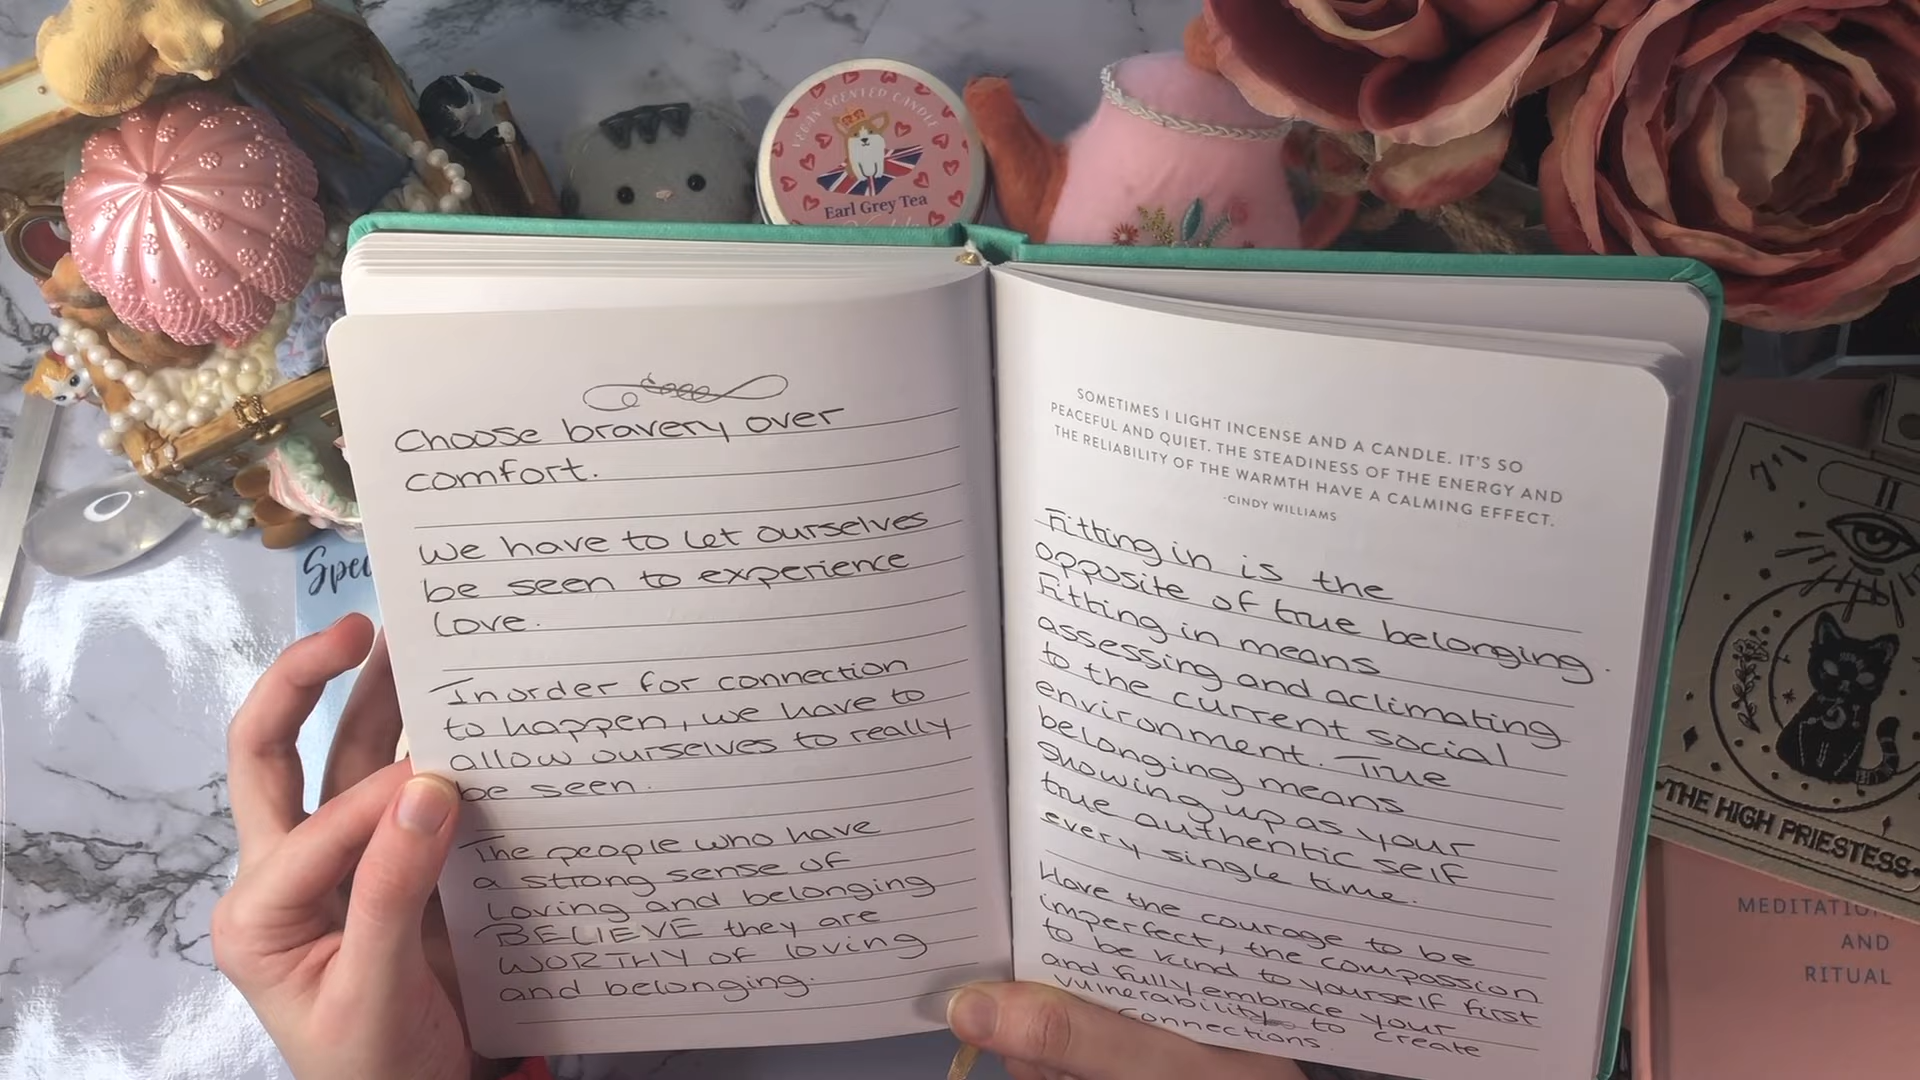 VEGAN SCENTED CANDLE
Earl Grey Tea
Choose bravery over
comfort.
We have to let ourselves
be seen to experience
love.
In order for connection
to happen, we have to
allow ourselves to really
be seen.
The people who have
a strong sense of
loving and belonging
BELIEVE they are
WORTHY of loving
and belonging.
SOMETIMES I LIGHT INCENSE AND A CANDLE. IT'S SO
PEACEFUL AND QUIET. THE STEADINESS OF THE ENERGY AND
THE RELIABILITY OF THE WARMTH HAVE A CALMING EFFECT.
-CINDY WILLIAMS
Fitting in is the
opposite of true belonging.
Fitting in means
assessing and aclimating
to the current social
environment. True
belonging means
showing up as your
true authentic self
every single time.
Have the courage to be
imperfect, the compassion
to be kind to yourself first
and fully embrace your
vulnerability to create
connections.
II
THE HIGH PRIESTESS
MEDITATION
AND
RITUAL